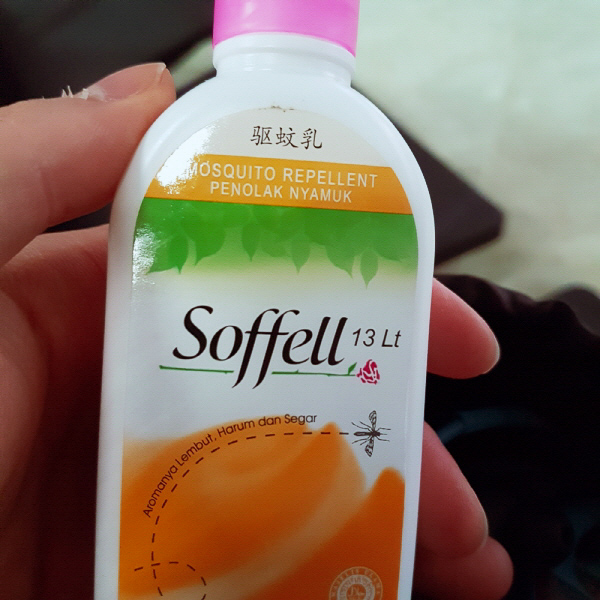 驱蚊乳
MOSQUITO REPELLENT
PENOLAK NYAMUK
Soffell 13 Lt
Aromanya Lembut, Harum dan Segar